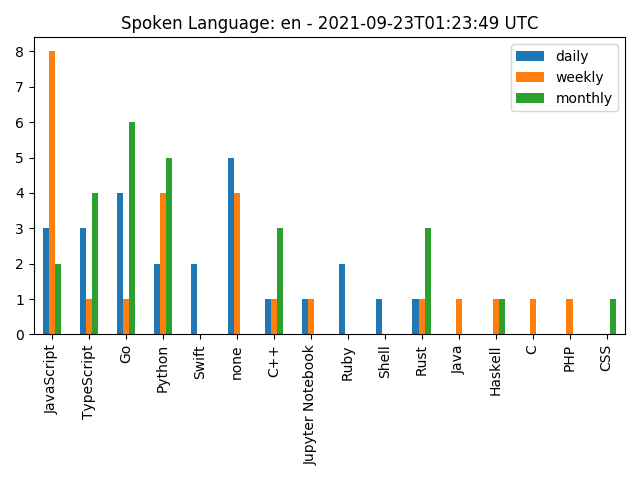 Spoken Language: en - 2021-09-23T01:23:49 UTC
daily
weekly
monthly
8
7
6
5
4
3
2
1
0
JavaScript
TypeScript
Go
Python
Swift
none
C++
Jupyter Notebook
Ruby
Shell
Rust
Java
Haskell
C
PHP
CSS